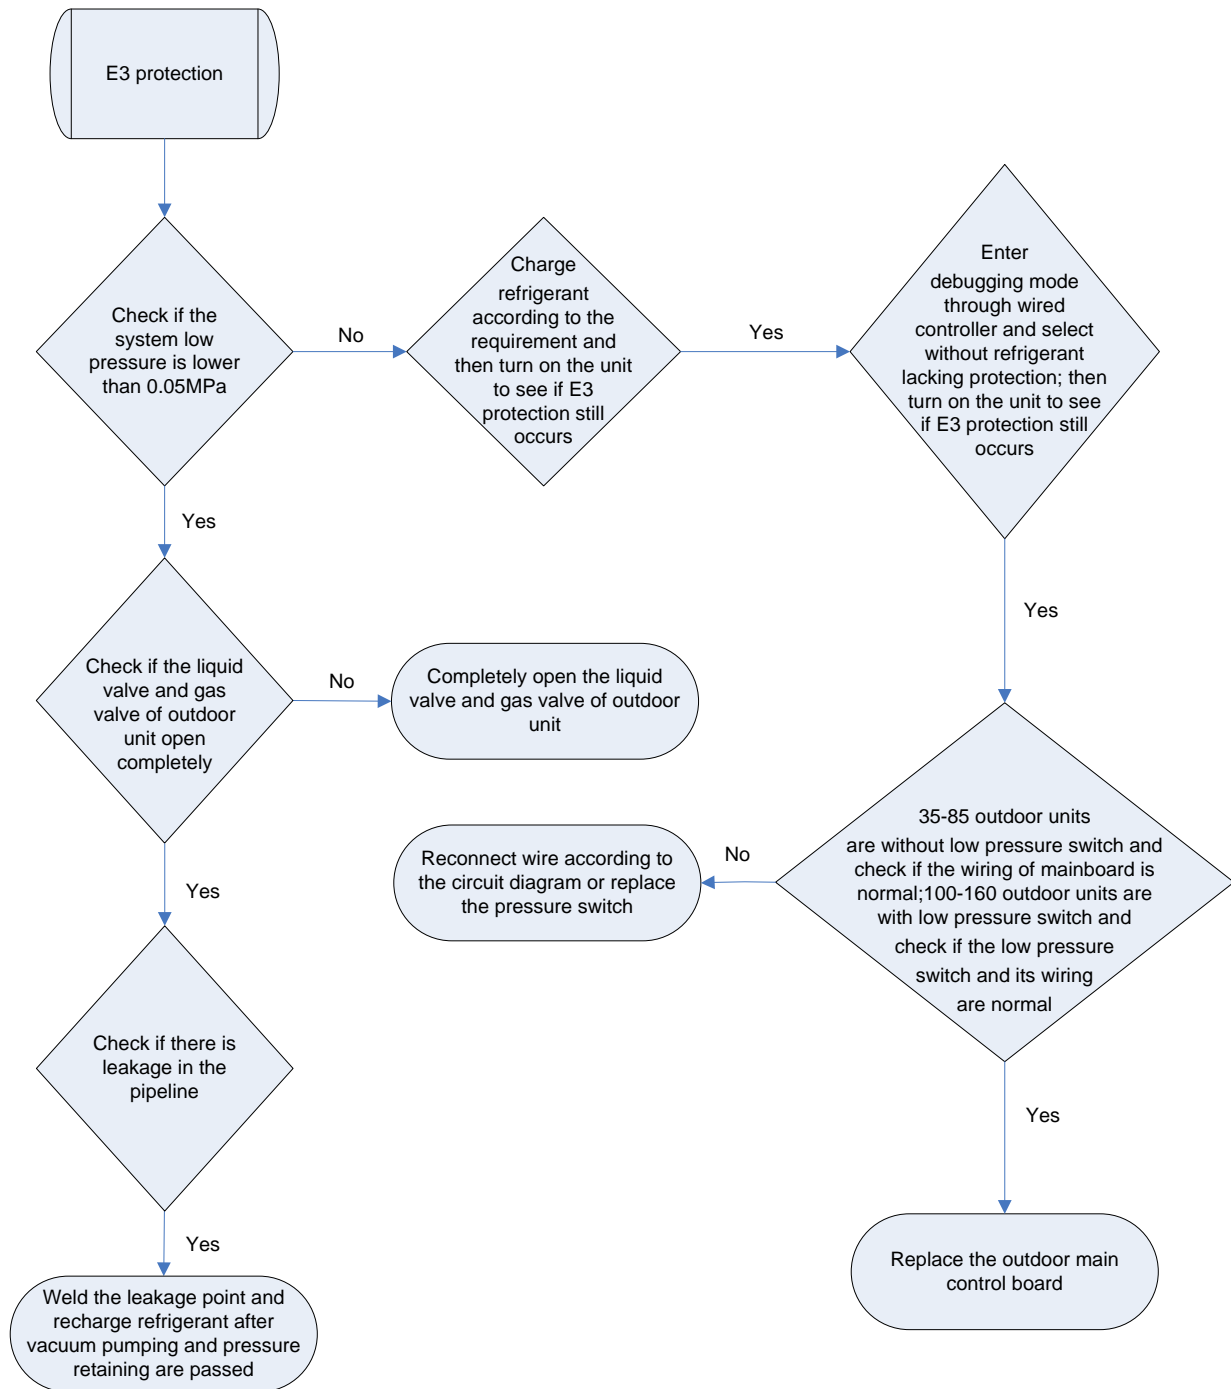 E3 protection
Check if the
system low
pressure is lower
than 0.05MPa
No
Charge
refrigerant
according to the
requirement and
then turn on the unit
to see if E3
protection still
occurs
Yes
Enter
debugging mode
through wired
controller and select
without refrigerant
lacking protection; then
turn on the unit to see
if E3 protection still
occurs
Yes
Yes
Check if the liquid
valve and gas
valve of outdoor
unit open
completely
No
Completely open the liquid
valve and gas valve of outdoor
unit
35-85 outdoor units
are without low pressure switch and
check if the wiring of mainboard is
normal;100-160 outdoor units are
with low pressure switch and
check if the low pressure
switch and its wiring
are normal
No
Reconnect wire according to
the circuit diagram or replace
the pressure switch
Yes
Check if there is
leakage in the
pipeline
Yes
Replace the outdoor main
control board
Yes
Weld the leakage point and
recharge refrigerant after
vacuum pumping and pressure
retaining are passed